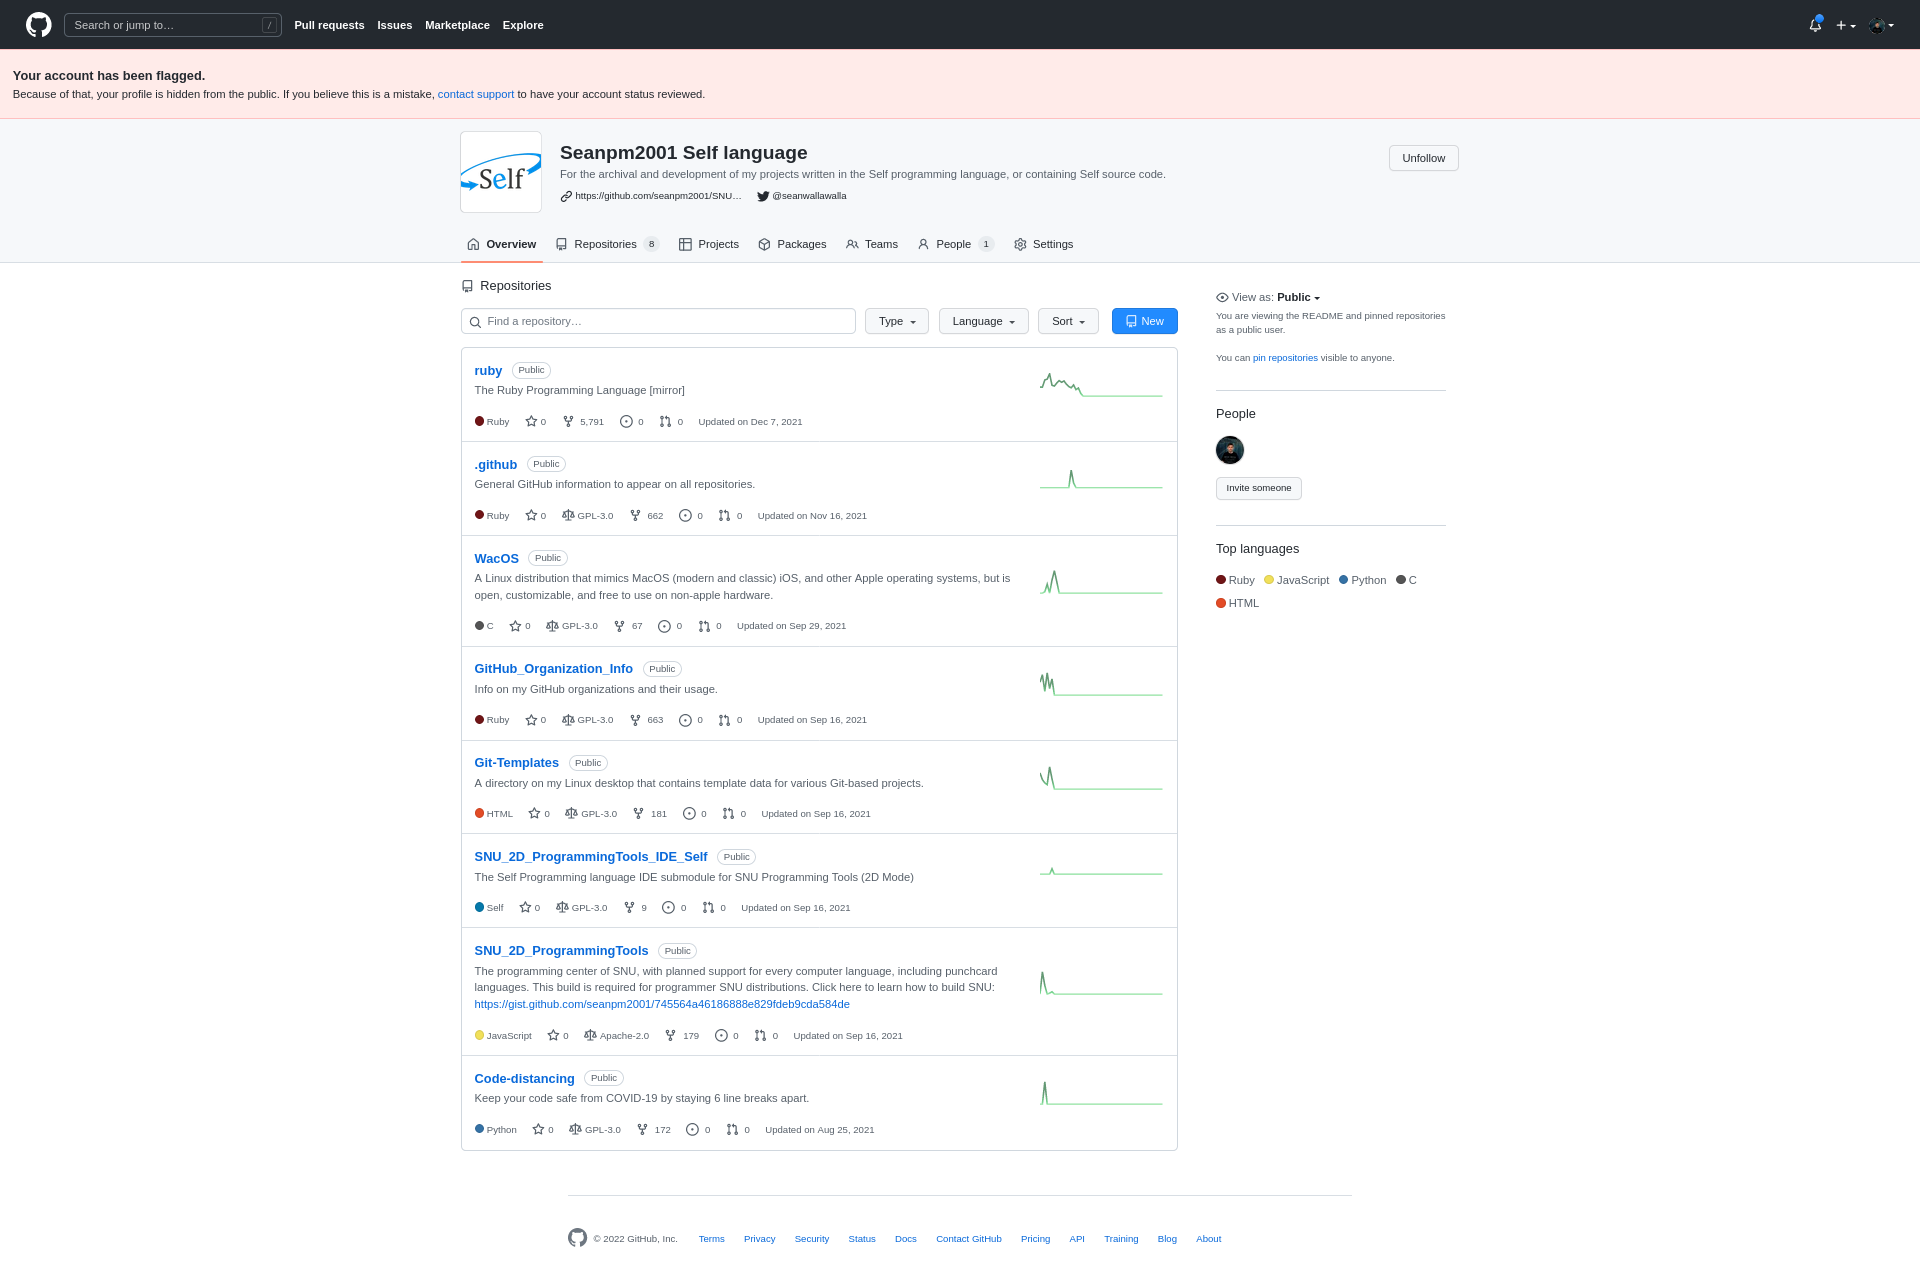 Search or jump to…
/
Pull requests Issues Marketplace Explore
Your account has been flagged.
Because of that, your profile is hidden from the public. If you believe this is a mistake, contact support to have your account status reviewed.
Self
Seanpm2001 Self language
For the archival and development of my projects written in the Self programming language, or containing Self source code.
https://github.com/seanpm2001/SNU… @seanwallawalla
Unfollow
Overview Repositories 8 Projects Packages Teams People 1 Settings
Repositories
Find a repository… Type Language Sort New
ruby Public
The Ruby Programming Language [mirror]
Ruby 0 5,791 0 0 Updated on Dec 7, 2021
.github Public
General GitHub information to appear on all repositories.
Ruby 0 GPL-3.0 662 0 0 Updated on Nov 16, 2021
WacOS Public
A Linux distribution that mimics MacOS (modern and classic) iOS, and other Apple operating systems, but is
open, customizable, and free to use on non-apple hardware.
C 0 GPL-3.0 67 0 0 Updated on Sep 29, 2021
GitHub_Organization_Info Public
Info on my GitHub organizations and their usage.
Ruby 0 GPL-3.0 663 0 0 Updated on Sep 16, 2021
Git-Templates Public
A directory on my Linux desktop that contains template data for various Git-based projects.
HTML 0 GPL-3.0 181 0 0 Updated on Sep 16, 2021
SNU_2D_ProgrammingTools_IDE_Self Public
The Self Programming language IDE submodule for SNU Programming Tools (2D Mode)
Self 0 GPL-3.0 9 0 0 Updated on Sep 16, 2021
SNU_2D_ProgrammingTools Public
The programming center of SNU, with planned support for every computer language, including punchcard
languages. This build is required for programmer SNU distributions. Click here to learn how to build SNU:
https://gist.github.com/seanpm2001/745564a46186888e829fdeb9cda584de
JavaScript 0 Apache-2.0 179 0 0 Updated on Sep 16, 2021
Code-distancing Public
Keep your code safe from COVID-19 by staying 6 line breaks apart.
Python 0 GPL-3.0 172 0 0 Updated on Aug 25, 2021
View as: Public
You are viewing the README and pinned repositories
as a public user.
You can pin repositories visible to anyone.
People
Invite someone
Top languages
Ruby JavaScript Python C
HTML
© 2022 GitHub, Inc. Terms Privacy Security Status Docs Contact GitHub Pricing API Training Blog About